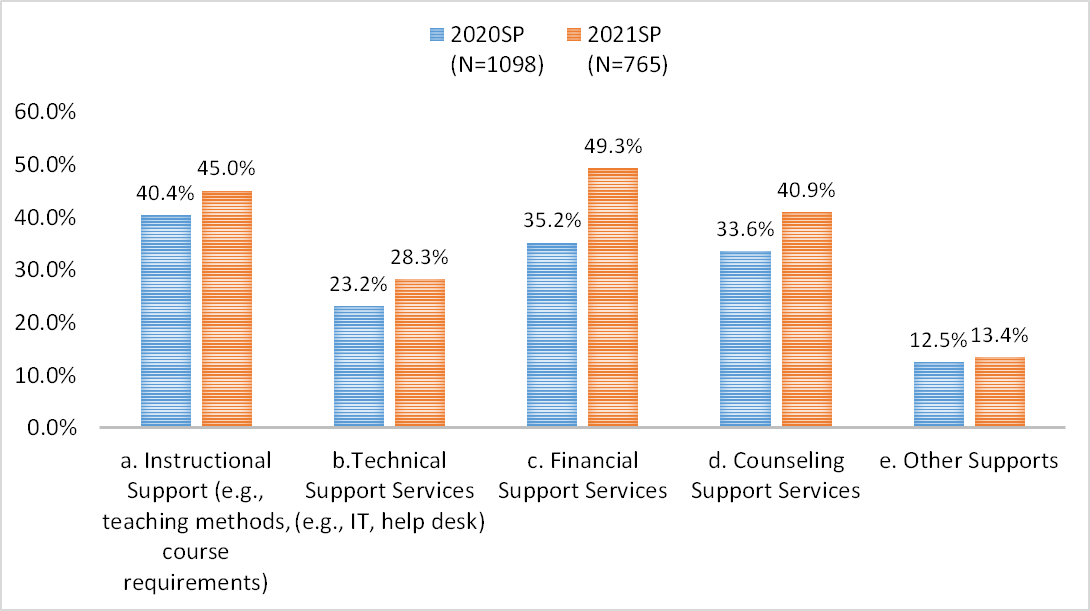 2020SP
(N=1098)
2021SP
(N=765)
60.0%
50.0%
40.0%
30.0%
20.0%
10.0%
0.0%
40.4%
45.0%
23.2%
28.3%
35.2%
49.3%
33.6%
40.9%
12.5%
13.4%
a. Instructional
Support (e.g.,
teaching methods,
course
requirements)
b.Technical
Support Services
(e.g., IT, help desk)
c. Financial
Support Services
d. Counseling
Support Services
e. Other Supports